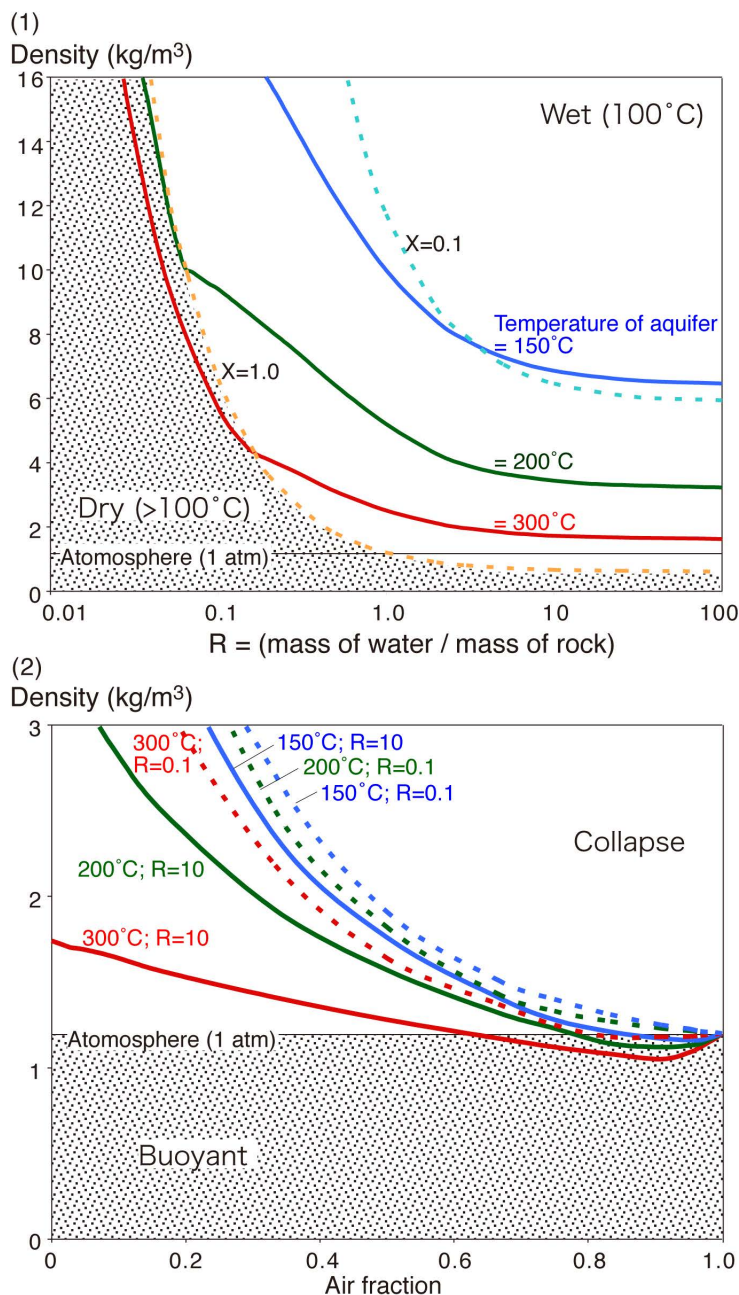 (1)
Density (kg/m³)
16
14
12
10
8
6
4
2
0
Wet (100˚C)
X=0.1
Temperature of aquifer
= 150˚C
X=1.0
= 200˚C
Dry (>100˚C)
= 300˚C
Atomosphere (1 atm)
0.01
0.1
1.0
10
100
R = (mass of water / mass of rock)
(2)
Density (kg/m³)
3
2
1
0
300˚C;
R=0.1
150˚C; R=10
200˚C; R=0.1
150˚C; R=0.1
Collapse
200˚C; R=10
300˚C; R=10
Atomosphere (1 atm)
Buoyant
0
0.2
0.4
0.6
0.8
1.0
Air fraction